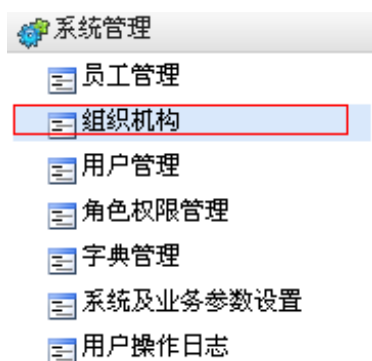 系统管理
员工管理
组织机构
用户管理
角色权限管理
字典管理
系统及业务参数设置
用户操作日志